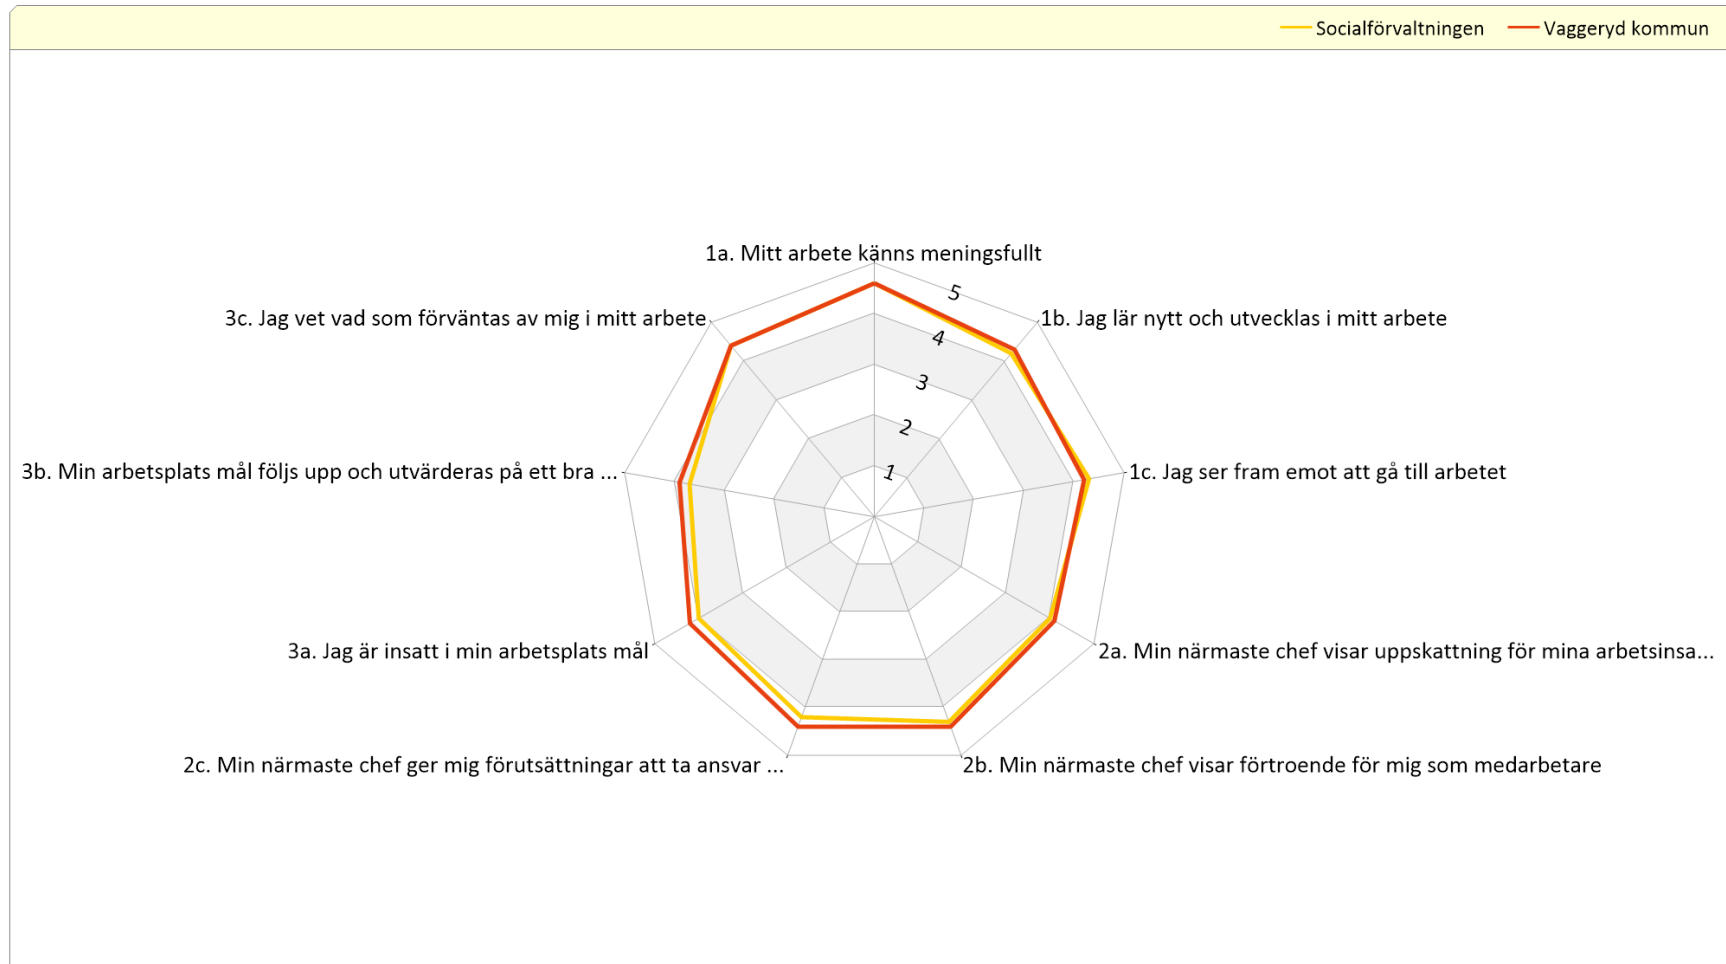 Socialförvaltningen
Vaggeryd kommun
1a. Mitt arbete känns meningsfullt
5
1b. Jag lär nytt och utvecklas i mitt arbete
3c. Jag vet vad som förväntas av mig i mitt arbete
4
3
2
1
3b. Min arbetsplats mål följs upp och utvärderas på ett bra ...
1c. Jag ser fram emot att gå till arbetet
3a. Jag är insatt i min arbetsplats mål
2a. Min närmaste chef visar uppskattning för mina arbetsinsa...
2c. Min närmaste chef ger mig förutsättningar att ta ansvar ...
2b. Min närmaste chef visar förtroende för mig som medarbetare